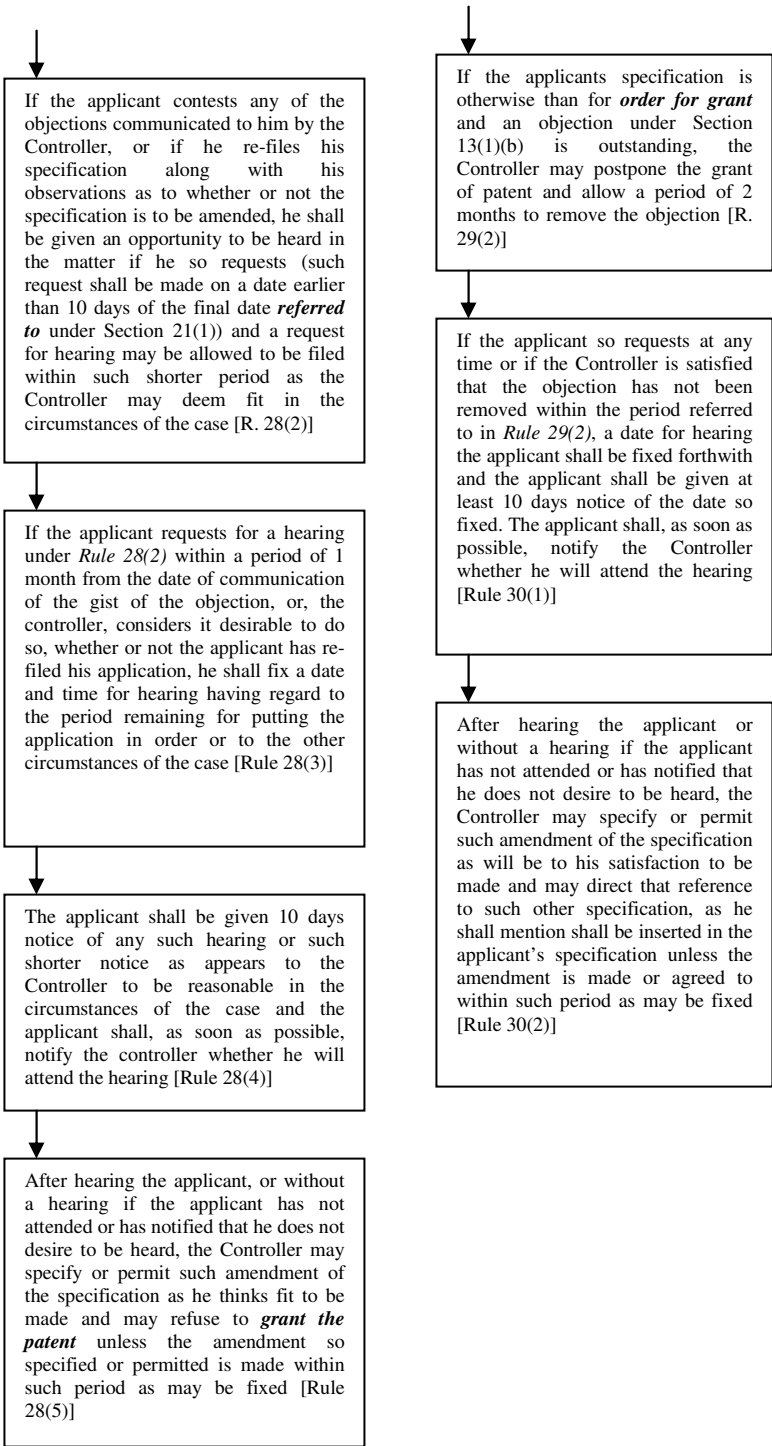 If the applicant contests any of the
objections communicated to him by the
Controller, or if he re-files his
specification along with his
observations as to whether or not the
specification is to be amended, he shall
be given an opportunity to be heard in
the matter if he so requests (such
request shall be made on a date earlier
than 10 days of the final date referred
to under Section 21(1)) and a request
for hearing may be allowed to be filed
within such shorter period as the
Controller may deem fit in the
circumstances of the case [R. 28(2)]
If the applicant requests for a hearing
under Rule 28(2) within a period of 1
month from the date of communication
of the gist of the objection, or, the
controller, considers it desirable to do
so, whether or not the applicant has re-
filed his application, he shall fix a date
and time for hearing having regard to
the period remaining for putting the
application in order or to the other
circumstances of the case [Rule 28(3)]
The applicant shall be given 10 days
notice of any such hearing or such
shorter notice as appears to the
Controller to be reasonable in the
circumstances of the case and the
applicant shall, as soon as possible,
notify the controller whether he will
attend the hearing [Rule 28(4)]
After hearing the applicant, or without
a hearing if the applicant has not
attended or has notified that he does not
desire to be heard, the Controller may
specify or permit such amendment of
the specification as he thinks fit to be
made and may refuse to grant the
patent unless the amendment so
specified or permitted is made within
such period as may be fixed [Rule
28(5)]
If the applicants specification is
otherwise than for order for grant
and an objection under Section
13(1)(b) is outstanding, the
Controller may postpone the grant
of patent and allow a period of 2
months to remove the objection [R.
29(2)]
If the applicant so requests at any
time or if the Controller is satisfied
that the objection has not been
removed within the period referred
to in Rule 29(2), a date for hearing
the applicant shall be fixed forthwith
and the applicant shall be given at
least 10 days notice of the date so
fixed. The applicant shall, as soon as
possible, notify the Controller
whether he will attend the hearing
[Rule 30(1)]
After hearing the applicant or
without a hearing if the applicant
has not attended or has notified that
he does not desire to be heard, the
Controller may specify or permit
such amendment of the specification
as will be to his satisfaction to be
made and may direct that reference
to such other specification, as he
shall mention shall be inserted in the
applicant's specification unless the
amendment is made or agreed to
within such period as may be fixed
[Rule 30(2)]